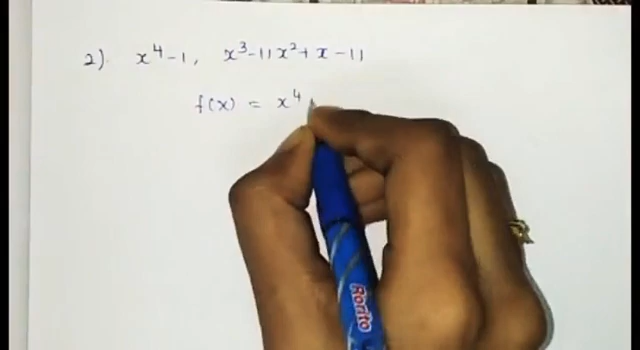 2). x⁴-1, x³-11x²+x-11
f(x) = x⁴
Rorito